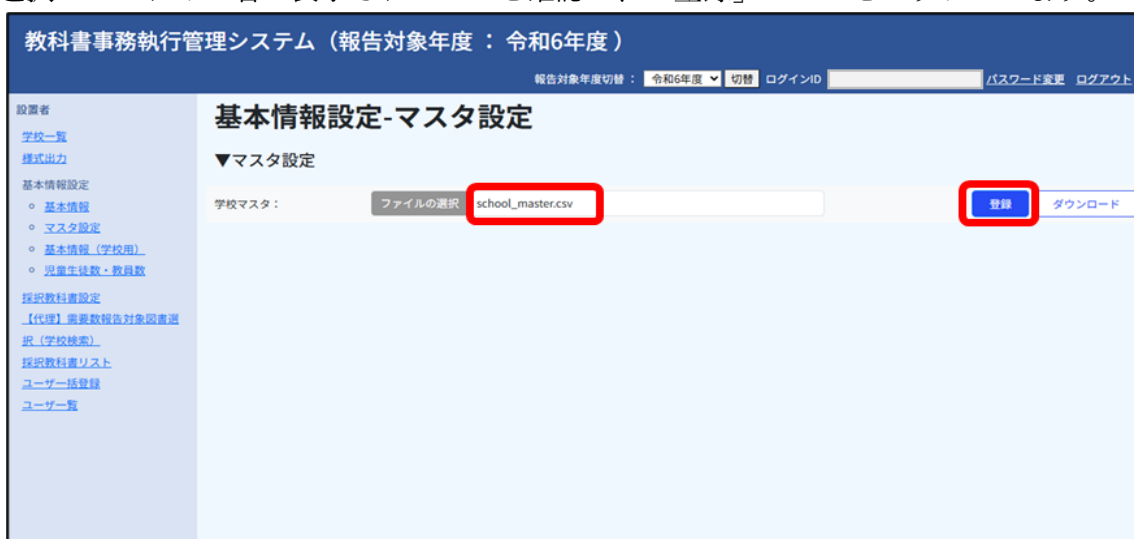 教科書事務執行管理システム（報告対象年度 ： 令和6年度 ）
報告対象年度切替 ： 令和6年度 切替 ログインID パスワード変更 ログアウト
設置者
学校一覧
様式出力
基本情報設定
基本情報
マスタ設定
基本情報（学校用）
児童生徒数・教員数
採択教科書設定
【代理】需要数報告対象図書選
択（学校検索）
採択教科書リスト
ユーザー括登録
ユーザ一覧
基本情報設定-マスタ設定
▼マスタ設定
学校マスタ： ファイルの選択 school_master.csv 登録 ダウンロード